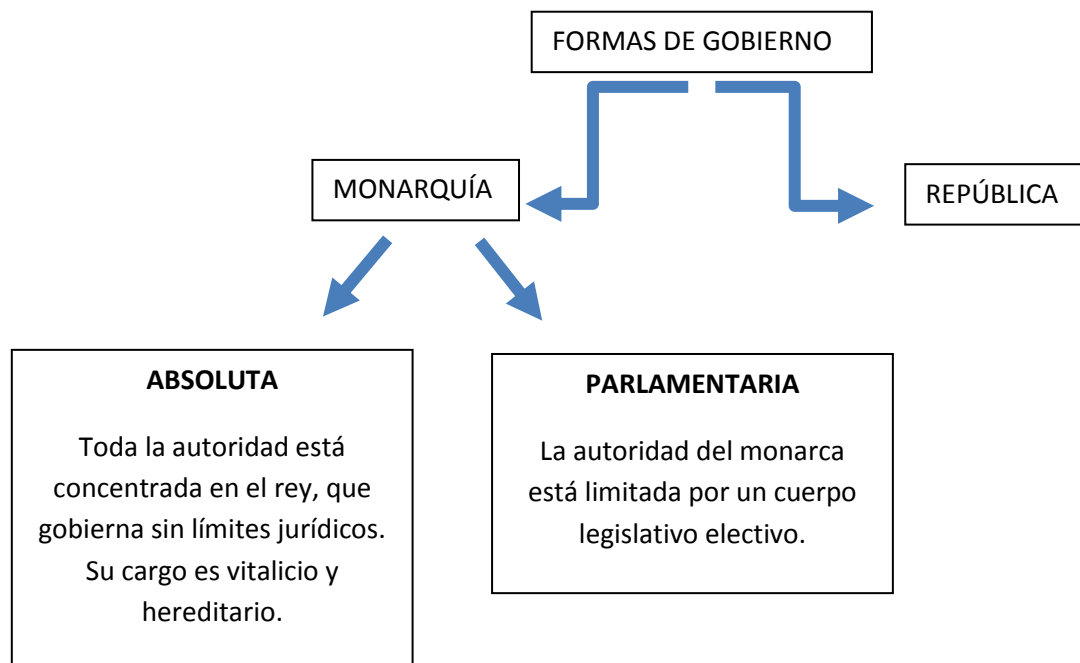 FORMAS DE GOBIERNO
MONARQUÍA
REPÚBLICA
ABSOLUTA
Toda la autoridad está
concentrada en el rey, que
gobierna sin límites jurídicos.
Su cargo es vitalicio y
hereditario.
PARLAMENTARIA
La autoridad del monarca
está limitada por un cuerpo
legislativo electivo.